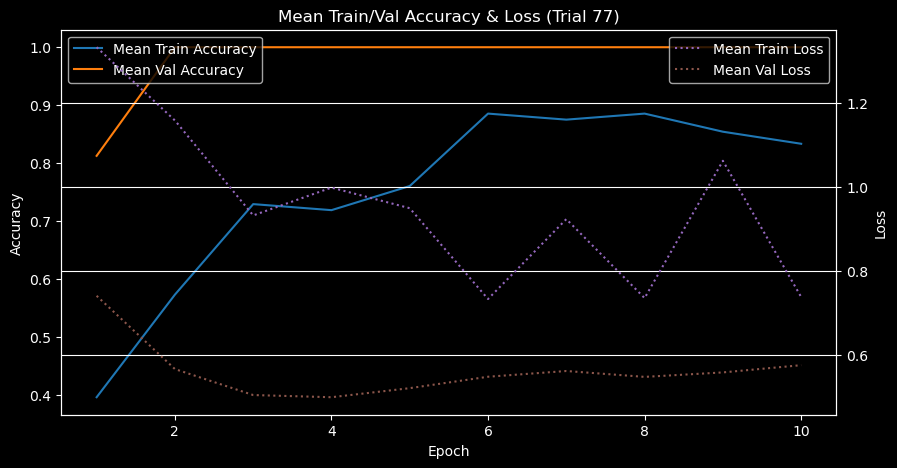 Mean Train/Val Accuracy & Loss (Trial 77)
Mean Train Accuracy
Mean Val Accuracy
Mean Train Loss
Mean Val Loss
1.0
0.9
0.8
0.7
0.6
0.5
0.4
Accuracy
1.2
1.0
0.8
0.6
Loss
2 4 6 8 10
Epoch